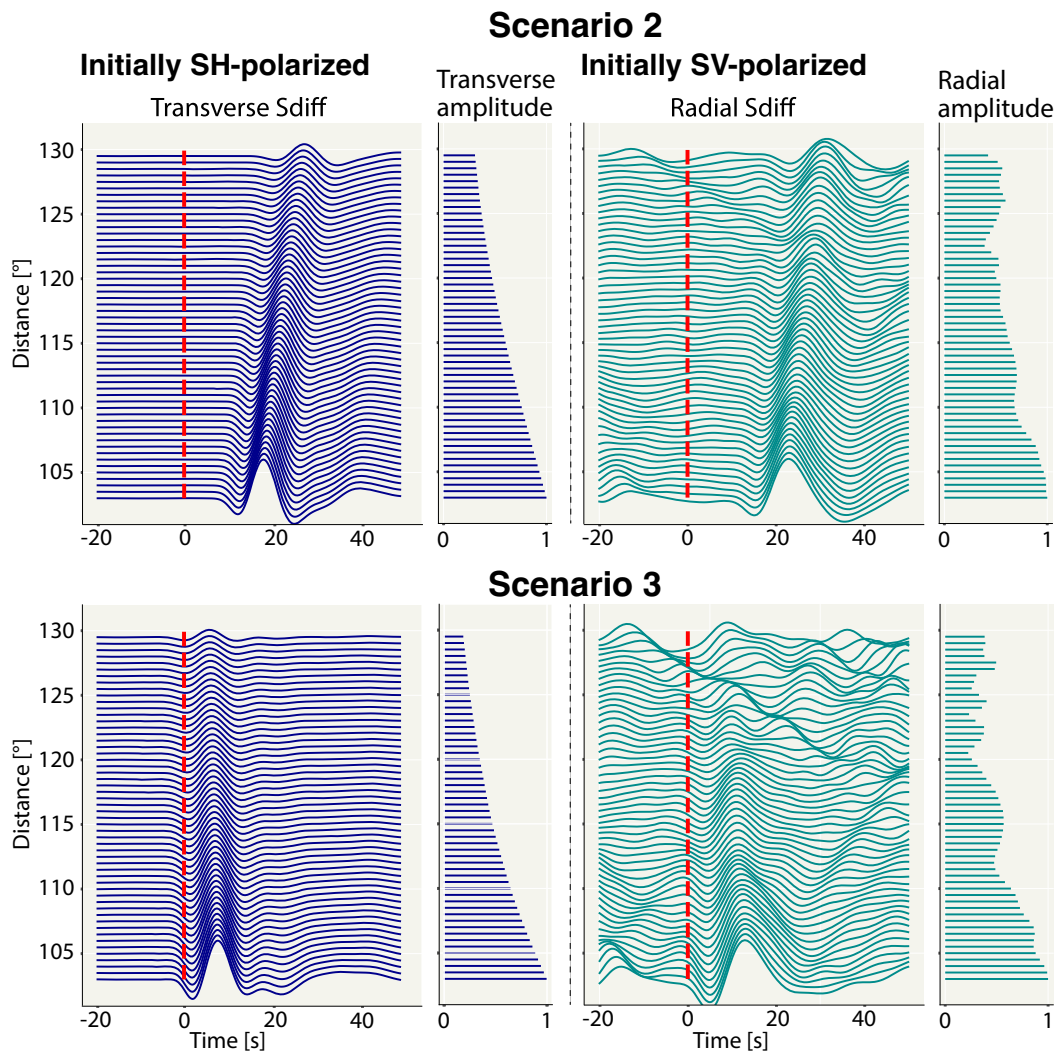 Scenario 2
Initially SH-polarized
Transverse amplitude
Initially SV-polarized
Radial amplitude
Transverse Sdiff
Radial Sdiff
Distance [°]
130
125
120
115
110
105
-20 0 20 40
0 1
-20 0 20 40
0 1
Scenario 3
Distance [°]
130
125
120
115
110
105
-20 0 20 40
0 1
-20 0 20 40
0 1
Time [s]
Time [s]